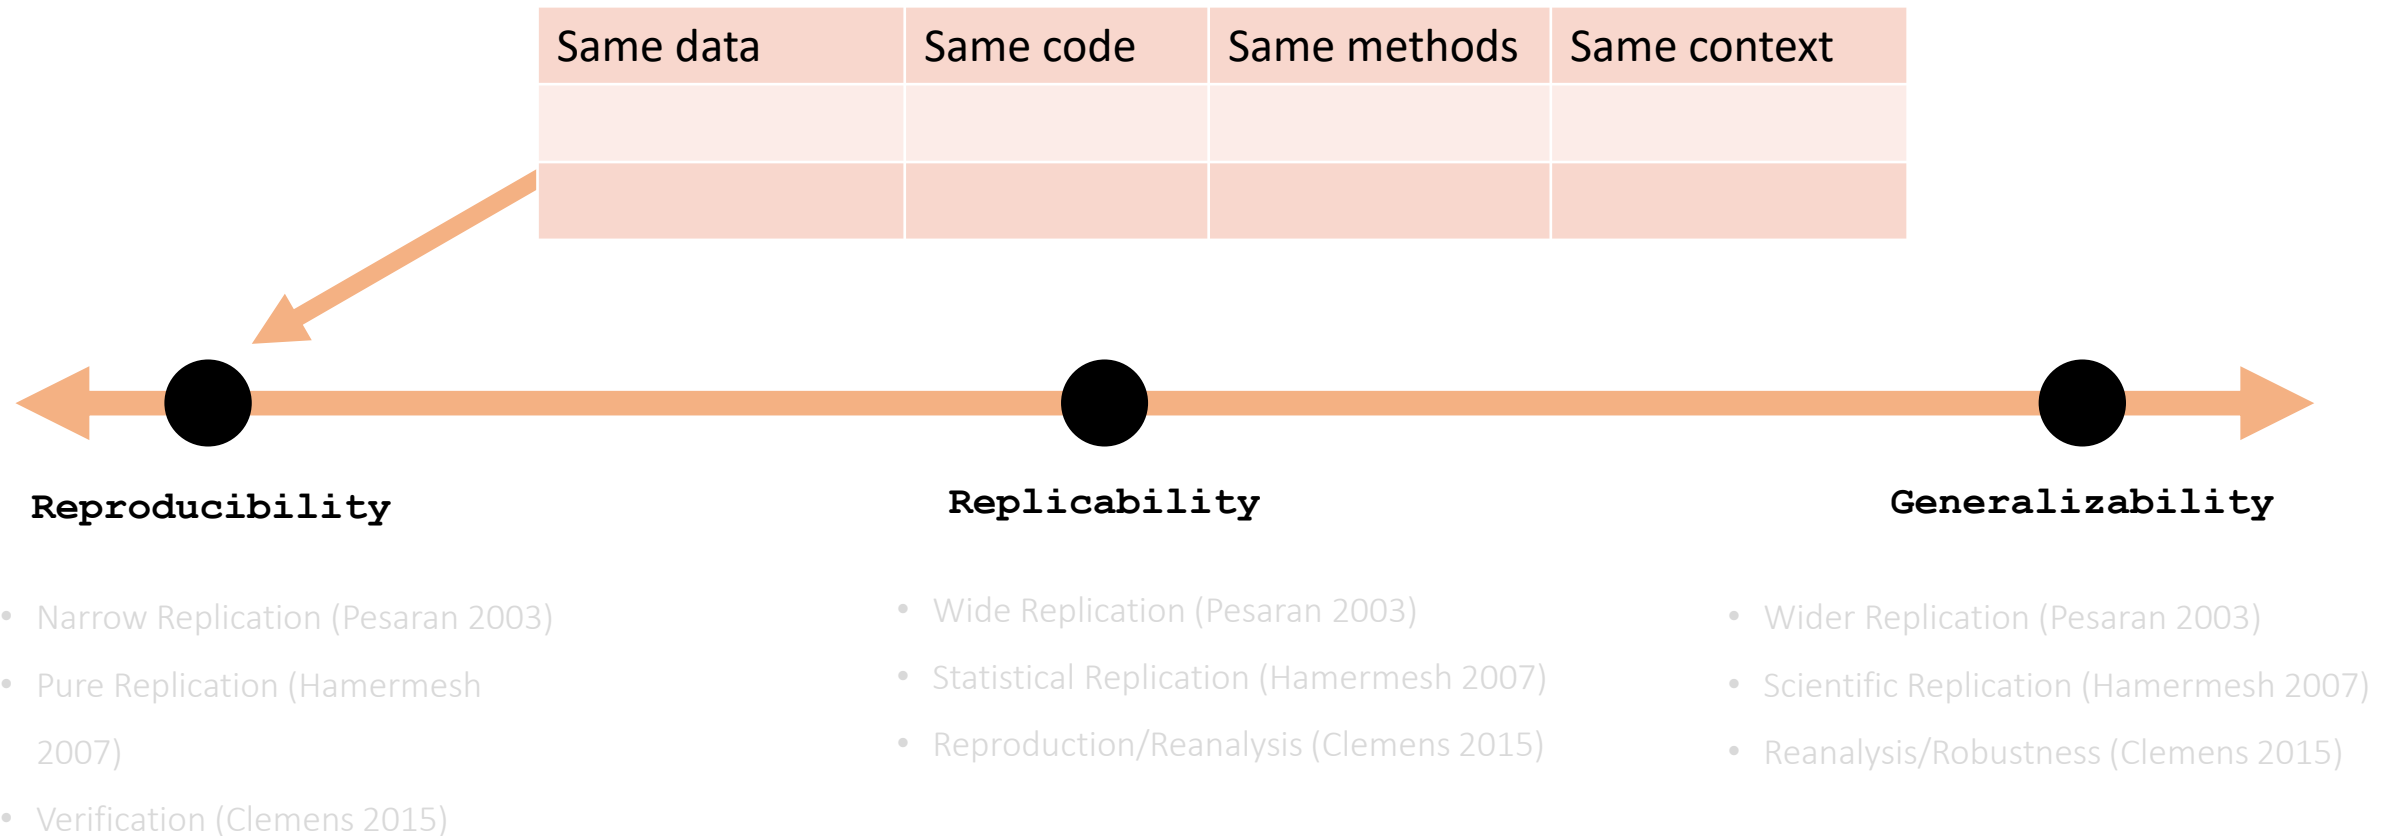 Same data Same code Same methods Same context
Reproducibility
• Narrow Replication (Pesaran 2003)
• Pure Replication (Hamermesh
2007)
• Verification (Clemens 2015)
Replicability
• Wide Replication (Pesaran 2003)
• Statistical Replication (Hamermesh 2007)
• Reproduction/Reanalysis (Clemens 2015)
Generalizability
• Wider Replication (Pesaran 2003)
• Scientific Replication (Hamermesh 2007)
• Reanalysis/Robustness (Clemens 2015)